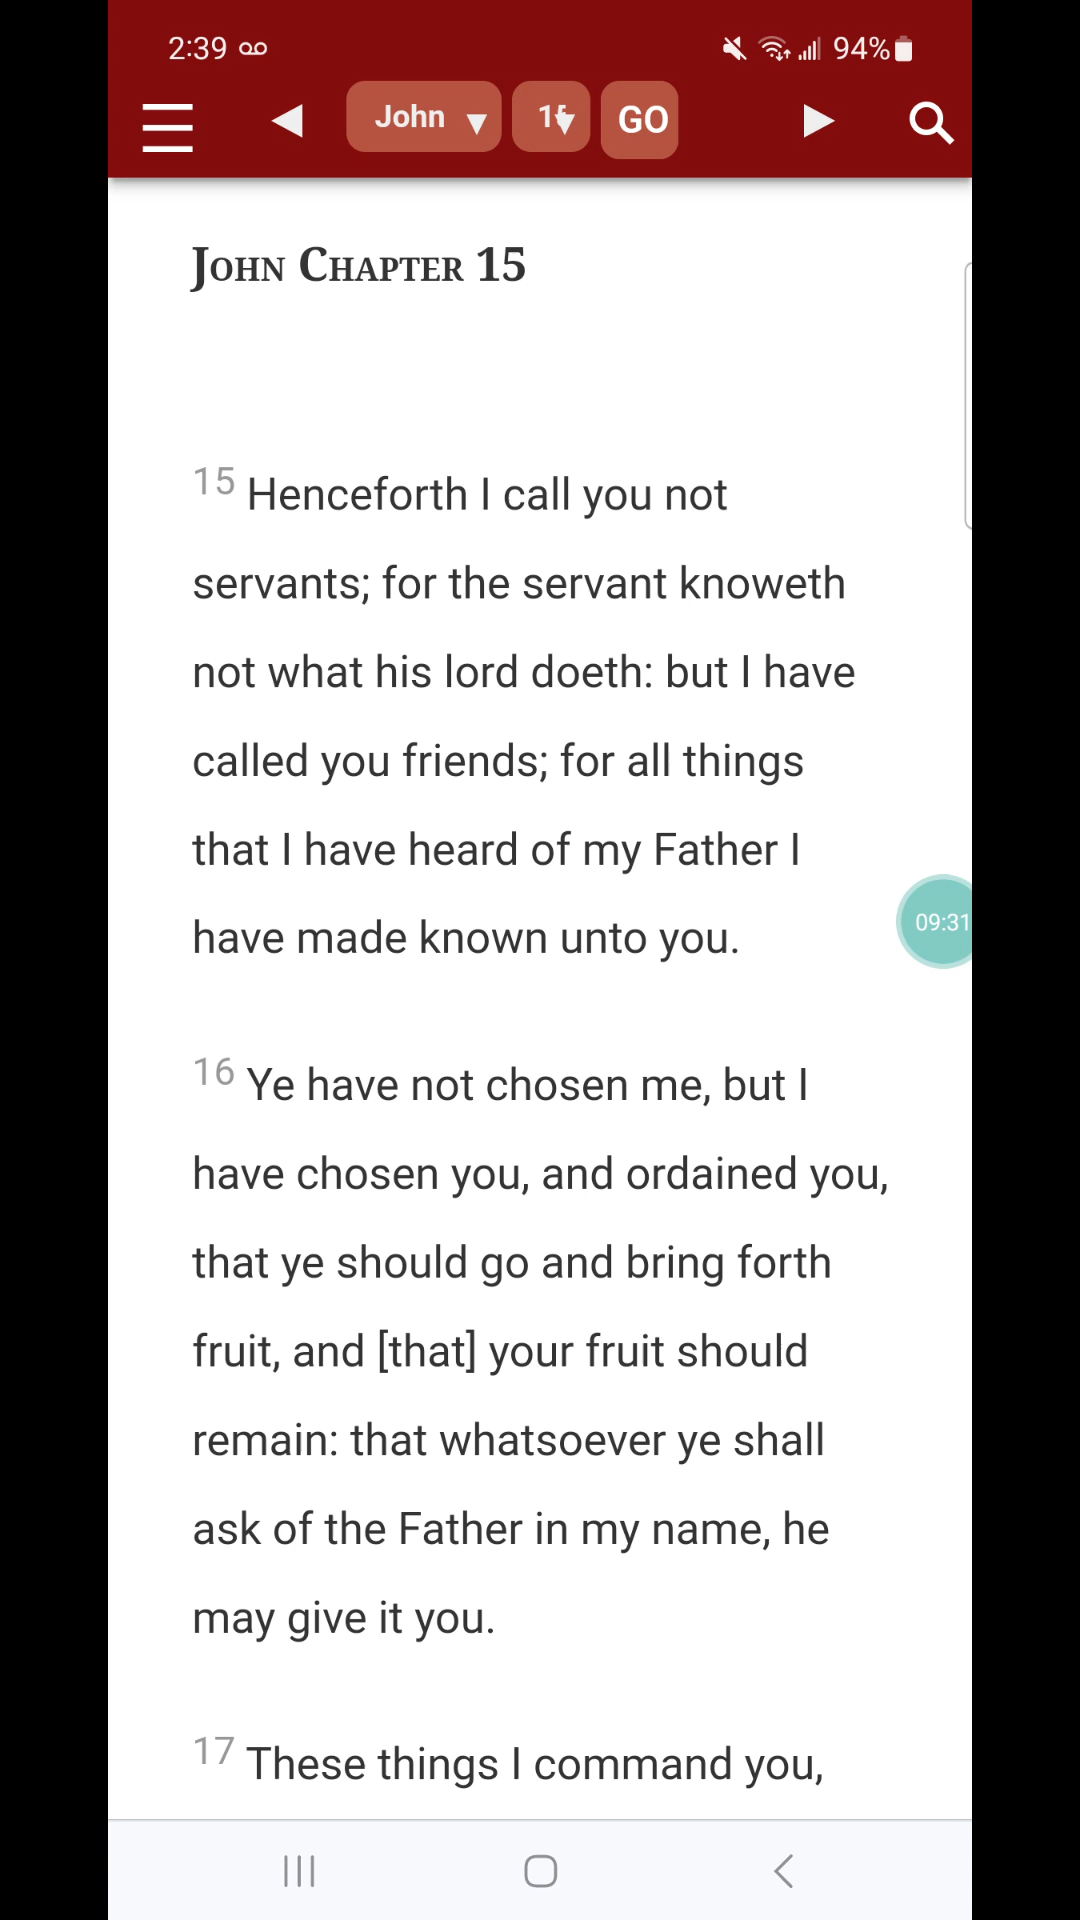 2:39 94%
John 15 GO
John Chapter 15
15 Henceforth I call you not
servants; for the servant knoweth
not what his lord doeth: but I have
called you friends; for all things
that I have heard of my Father I
have made known unto you.
09:31
16 Ye have not chosen me, but I
have chosen you, and ordained you,
that ye should go and bring forth
fruit, and [that] your fruit should
remain: that whatsoever ye shall
ask of the Father in my name, he
may give it you.
17 These things I command you,